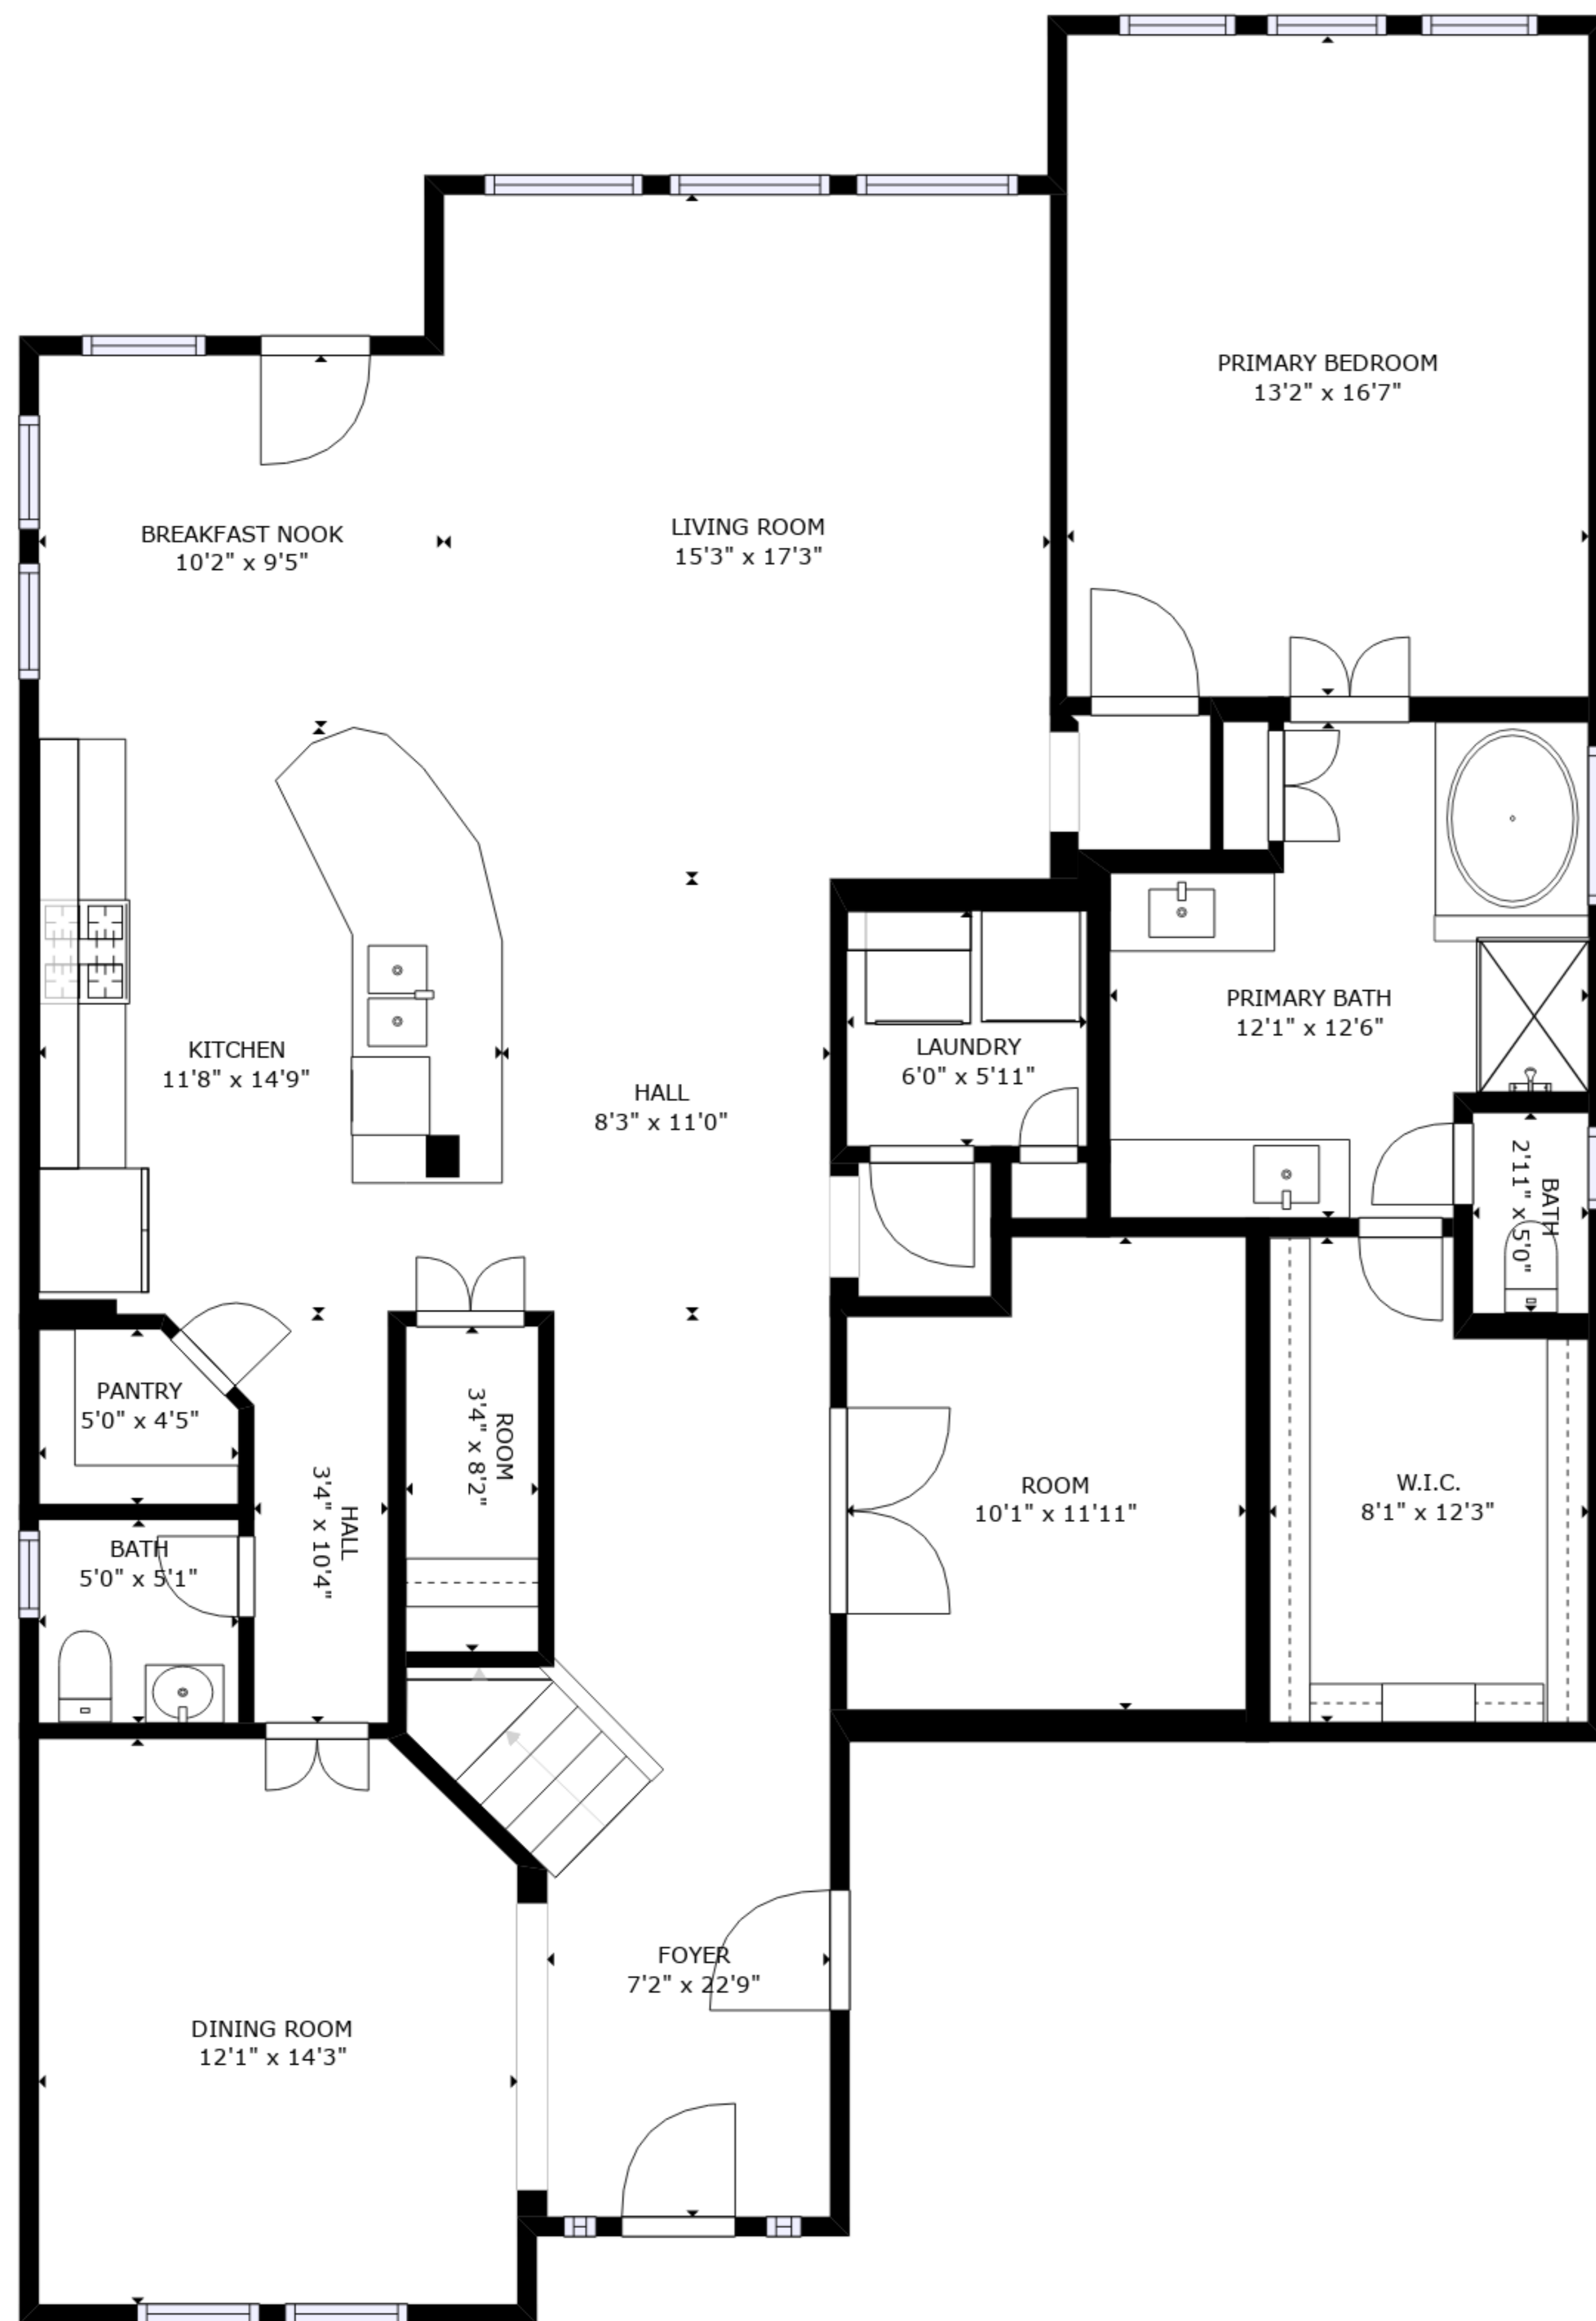 PRIMARY BEDROOM
13'2" x 16'7"
BREAKFAST NOOK
10'2" x 9'5"
LIVING ROOM
15'3" x 17'3"
PRIMARY BATH
12'1" x 12'6"
KITCHEN
11'8" x 14'9"
LAUNDRY
6'0" x 5'11"
HALL
8'3" x 11'0"
BATH
2'11" x 5'0"
PANTRY
5'0" x 4'5"
ROOM
3'4" x 8'2"
ROOM
10'1" x 11'11"
W.I.C.
8'1" x 12'3"
HALL
3'4" x 10'4"
BATH
5'0" x 5'1"
FOYER
7'2" x 22'9"
DINING ROOM
12'1" x 14'3"